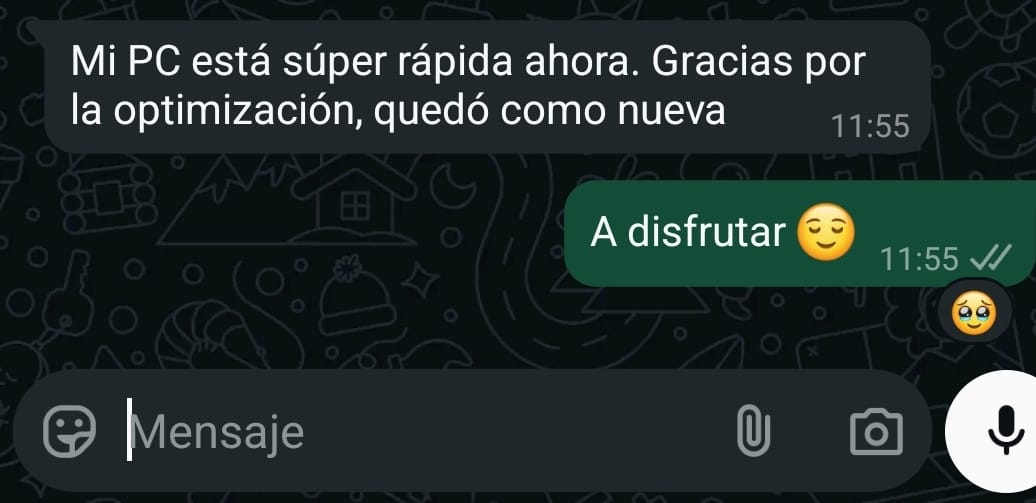 Mi PC está súper rápida ahora. Gracias por
la optimización, quedó como nueva
11:55
A disfrutar 😌
11:55
Mensaje